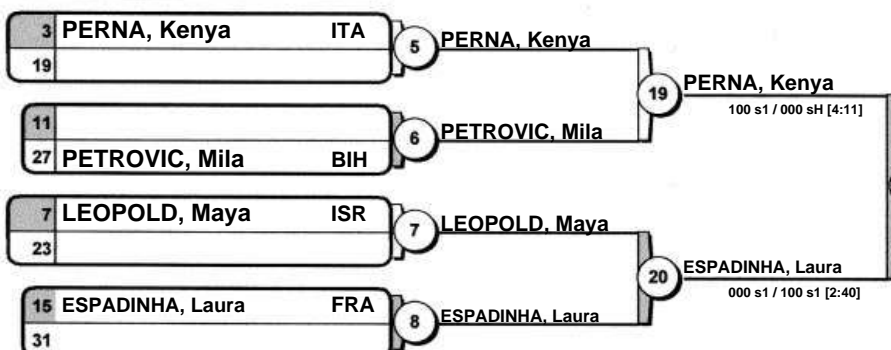 3 PERNA, Kenya ITA
19
5
PERNA, Kenya
11
27 PETROVIC, Mila BIH
6
PETROVIC, Mila
19
PERNA, Kenya
100 s1 / 000 sH [4:11]
7 LEOPOLD, Maya ISR
23
7
LEOPOLD, Maya
15 ESPADINHA, Laura FRA
31
8
ESPADINHA, Laura
20
ESPADINHA, Laura
000 s1 / 100 s1 [2:40]